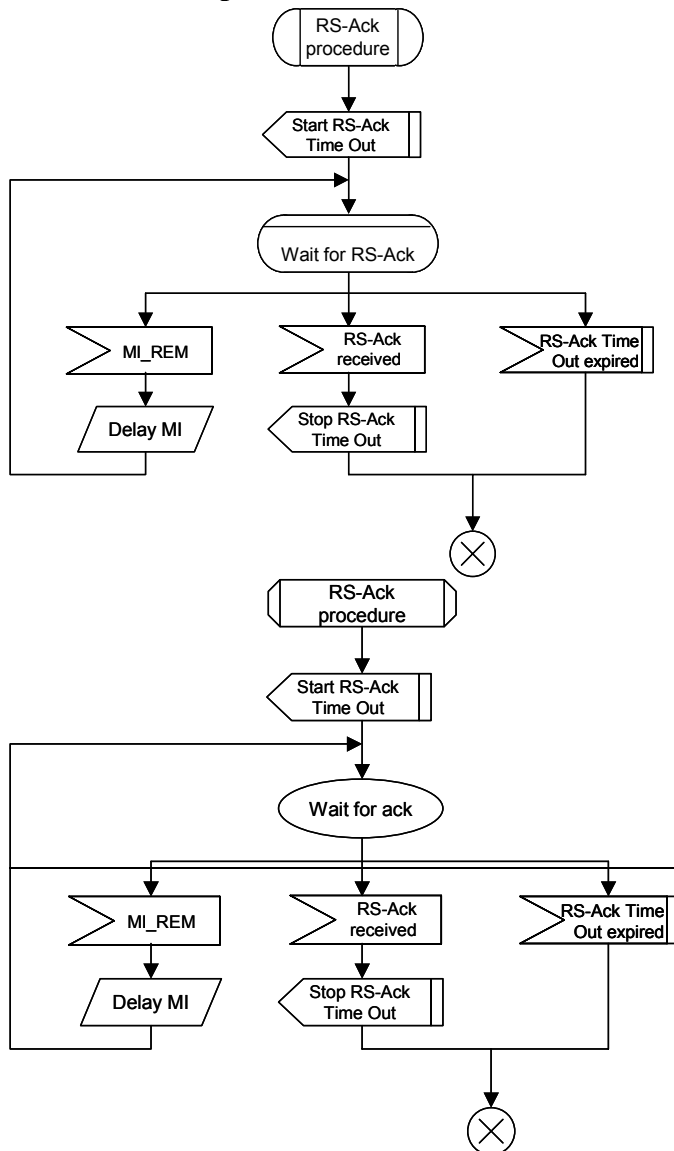 RS-Ack
procedure
Start RS-Ack
Time Out
Wait for RS-Ack
MI_REM
RS-Ack
received
RS-Ack Time
Out expired
Delay MI
Stop RS-Ack
Time Out
RS-Ack
procedure
Start RS-Ack
Time Out
Wait for ack
MI_REM
RS-Ack
received
RS-Ack Time
Out expired
Delay MI
Stop RS-Ack
Time Out